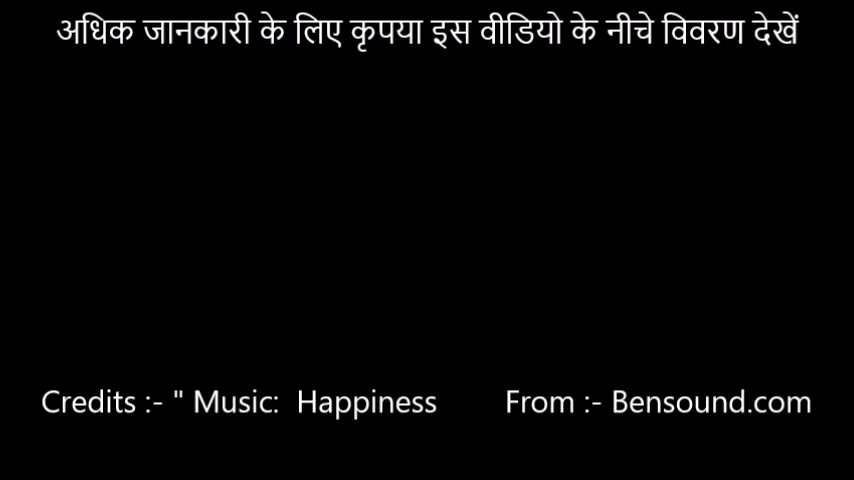 अधिक जानकारी के लिए कृपया इस वीडियो के नीचे विवरण देखें
Credits :- " Music: Happiness From :- Bensound.com